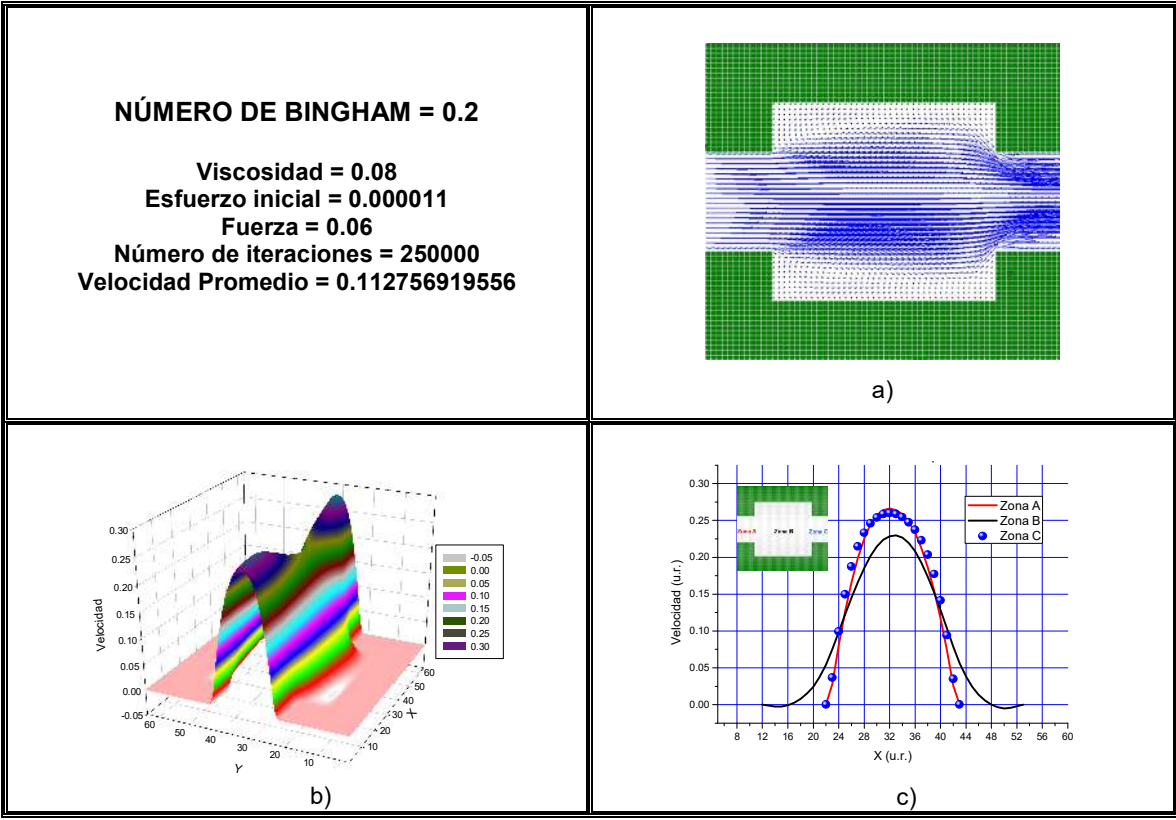 NÚMERO DE BINGHAM = 0.2
Viscosidad = 0.08
Esfuerzo inicial = 0.000011
Fuerza = 0.06
Número de iteraciones = 250000
Velocidad Promedio = 0.112756919556
a)
0.30
0.25
0.20
0.15
0.10
0.05
0.00
-0.05
Velocidad
60
50
40
30
20
10
Y
10
20
30
40
50
60
X
-0.05
0.00
0.05
0.10
0.15
0.20
0.25
0.30
b)
0.30
0.25
0.20
0.15
0.10
0.05
0.00
Velocidad (u.r.)
Zona A Zona B Zona C
Zona A
Zona B
Zona C
8 12 16 20 24 28 32 36 40 44 48 52 56 60
X (u.r.)
c)